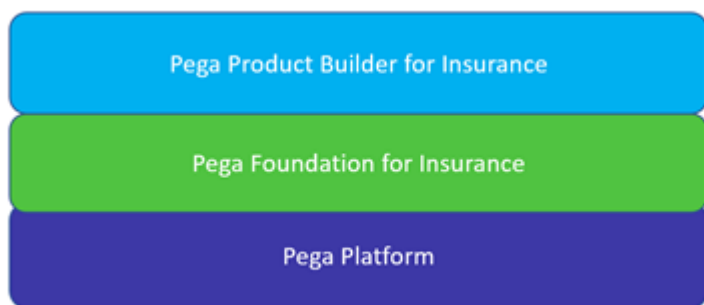 Pega Product Builder for Insurance
Pega Foundation for Insurance
Pega Platform